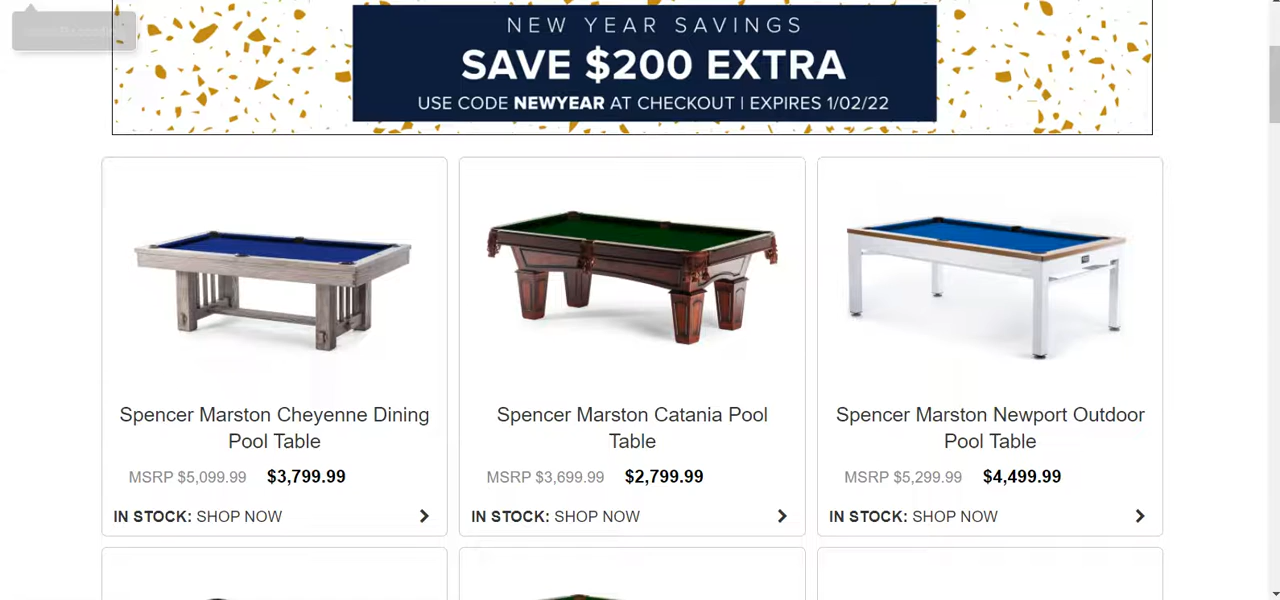 NEW YEAR SAVINGS
SAVE $200 EXTRA
USE CODE NEWYEAR AT CHECKOUT | EXPIRES 1/02/22
Spencer Marston Cheyenne Dining
Pool Table
MSRP $5,099.99 $3,799.99
IN STOCK: SHOP NOW
Spencer Marston Catania Pool
Table
MSRP $3,699.99 $2,799.99
IN STOCK: SHOP NOW
Spencer Marston Newport Outdoor
Pool Table
MSRP $5,299.99 $4,499.99
IN STOCK: SHOP NOW